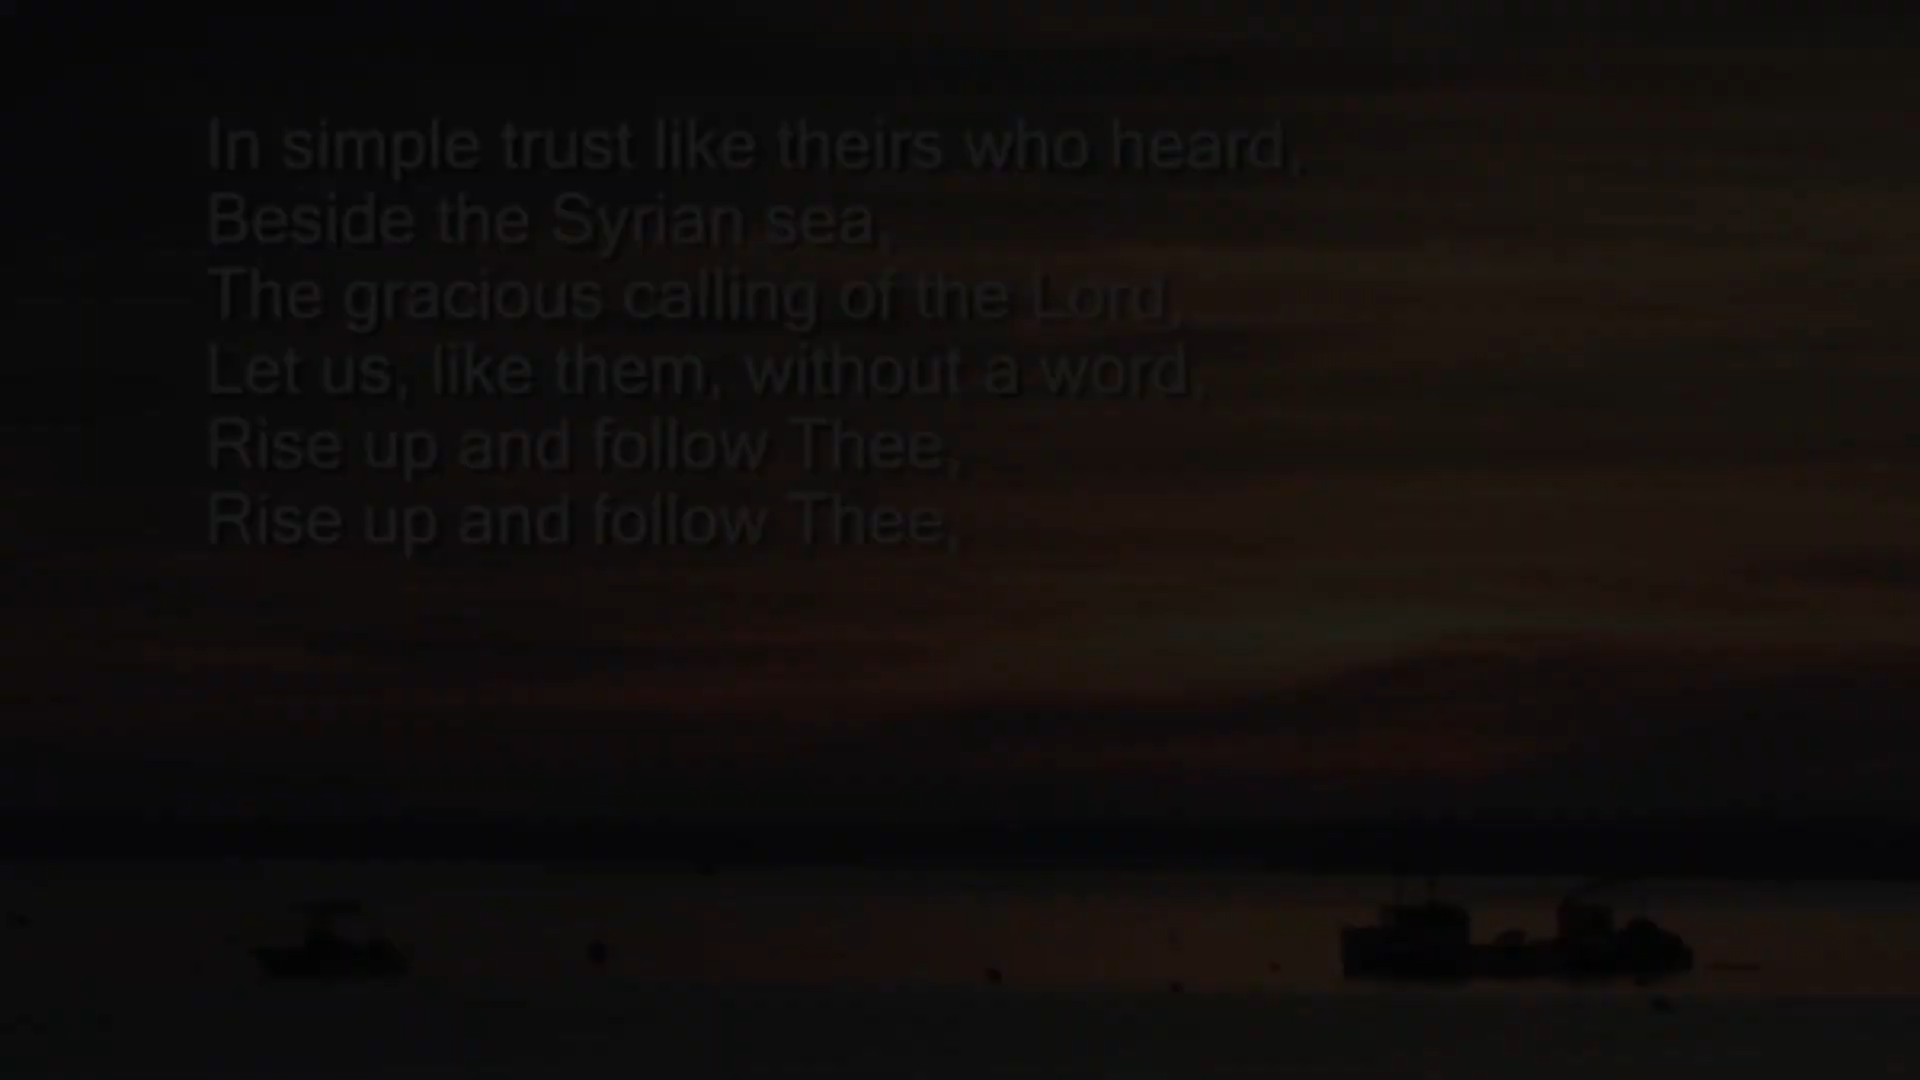 In simple trust like theirs who heard,
Beside the Syrian sea,
The gracious calling of the Lord,
Let us, like them, without a word,
Rise up and follow Thee,
Rise up and follow Thee,